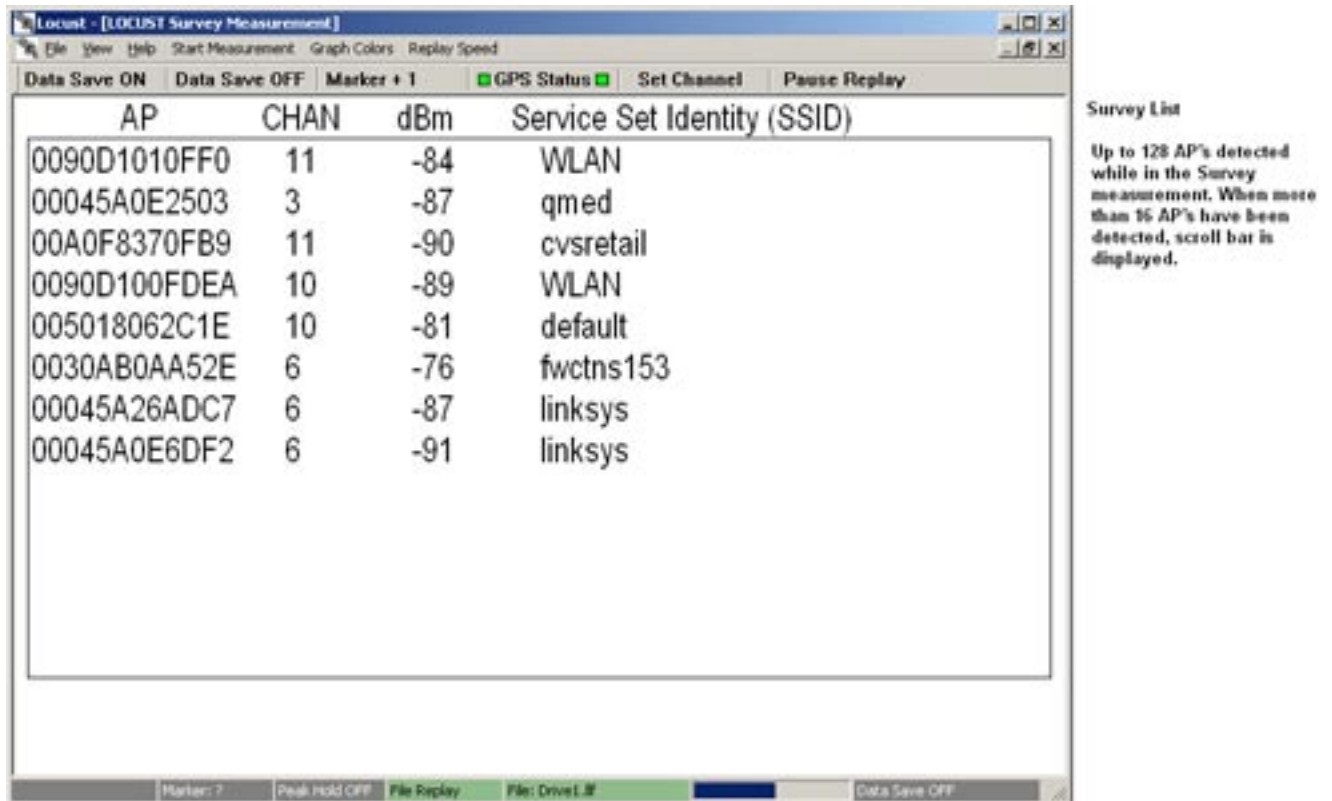 Locust - [LOCUST Survey Measurement]
File View Help Start Measurement Graph Colors Replay Speed
Data Save ON Data Save OFF Marker + 1 GPS Status Set Channel Pause Replay
AP CHAN dBm Service Set Identity (SSID)
0090D1010FF0 11 -84 WLAN
00045A0E2503 3 -87 qmed
00A0F8370FB9 11 -90 cvsretail
0090D100FDEA 10 -89 WLAN
005018062C1E 10 -81 default
0030AB0AA52E 6 -76 fwctns153
00045A26ADC7 6 -87 linksys
00045A0E6DF2 6 -91 linksys
Marker: ? Peak Hold OFF File Replay File: Drive1.lf Data Save OFF
Survey List
Up to 128 AP's detected
while in the Survey
measurement. When more
than 16 AP's have been
detected, scroll bar is
displayed.